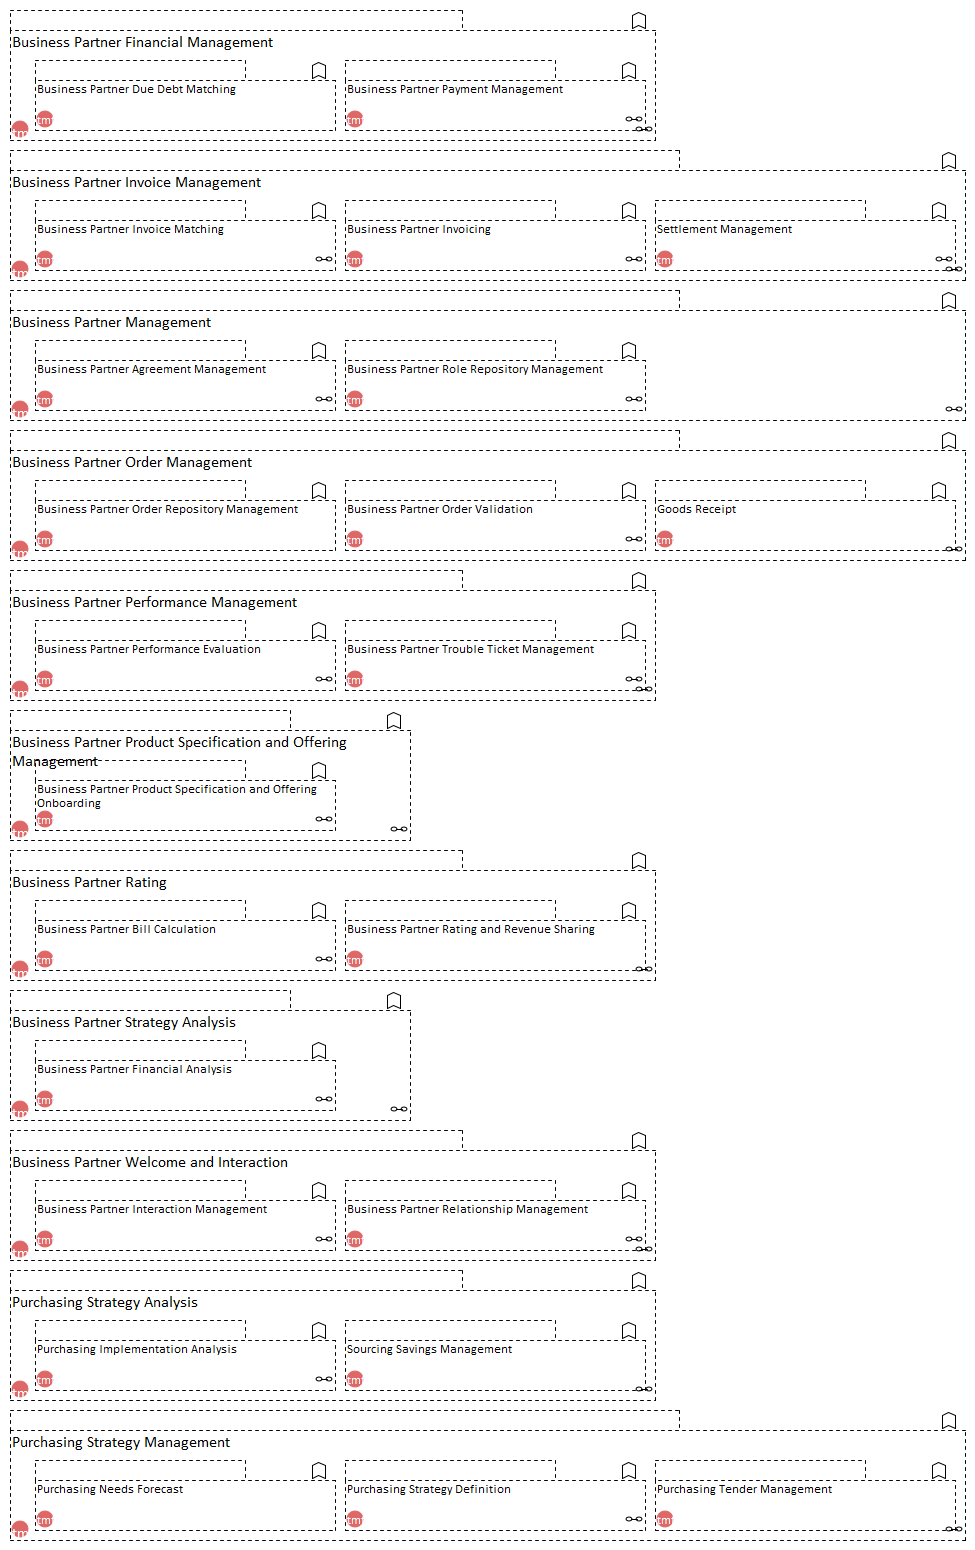 Business Partner Financial Management
Business Partner Due Debt Matching
Business Partner Payment Management
tmf
tmf
tmf
Business Partner Invoice Management
Business Partner Invoice Matching
Business Partner Invoicing
Settlement Management
tm
tm
tm
tm
Business Partner Management
Business Partner Agreement Management
Business Partner Role Repository Management
tm
tm
tm
Business Partner Order Management
Business Partner Order Repository Management
Business Partner Order Validation
Goods Receipt
tm
tm
tm
tm
Business Partner Performance Management
Business Partner Performance Evaluation
Business Partner Trouble Ticket Management
tm
tm
tm
Business Partner Product Specification and Offering
Management
Business Partner Product Specification and Offering
Onboarding
tm
tm
Business Partner Rating
Business Partner Bill Calculation
Business Partner Rating and Revenue Sharing
tm
tm
tm
Business Partner Strategy Analysis
Business Partner Financial Analysis
tm
tm
Business Partner Welcome and Interaction
Business Partner Interaction Management
Business Partner Relationship Management
tm
tm
tm
Purchasing Strategy Analysis
Purchasing Implementation Analysis
Sourcing Savings Management
tm
tm
tm
Purchasing Strategy Management
Purchasing Needs Forecast
Purchasing Strategy Definition
Purchasing Tender Management
tm
tm
tm
tm